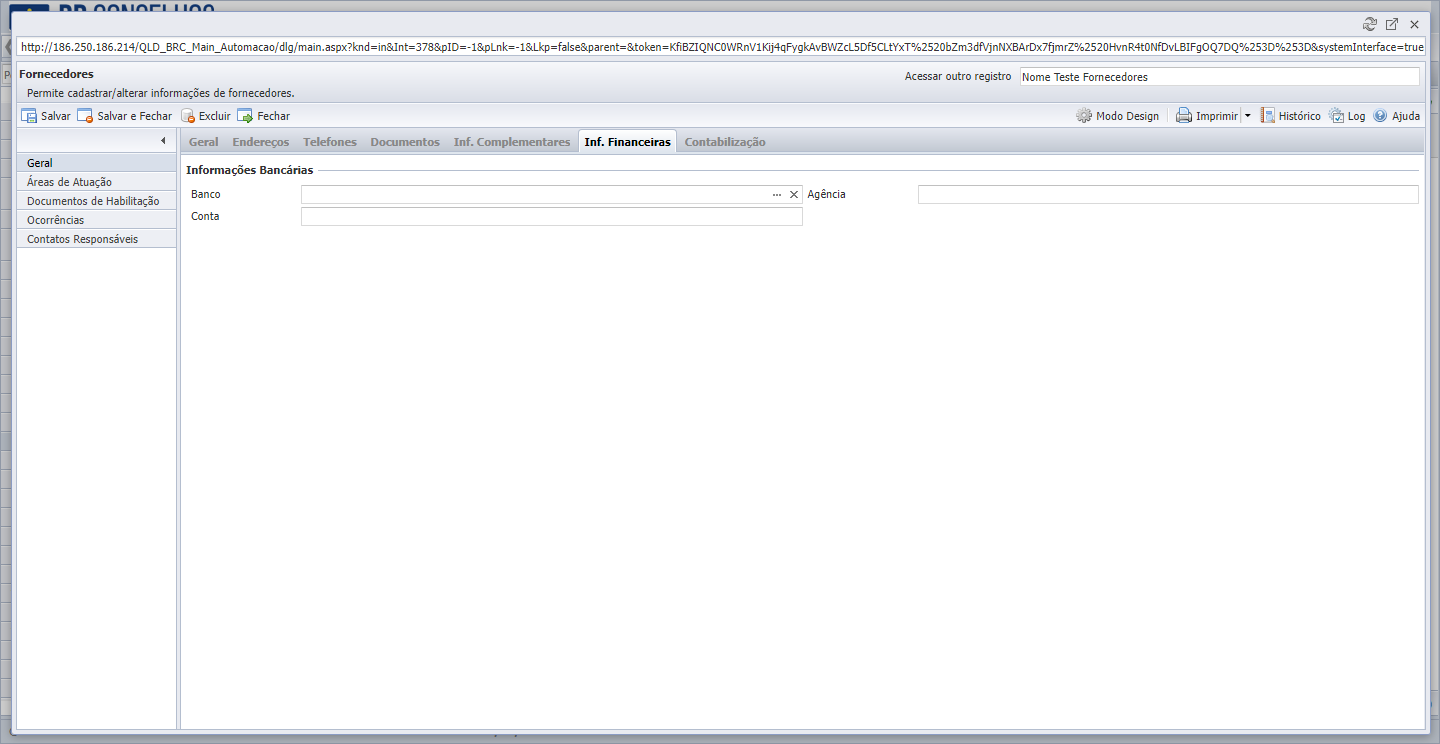 http://186.250.186.214/QLD_BRC_Main_Automacao/dlg/main.aspx?knd=in&Int=378&pID=-1&pLnk=-1&Lkp=false&parent=&token=KfiBZIQNC0WRnV1Kij4qFygkAvBWZcL5Df5CLtYxT%2520bZm3dfVjnNXBArDx7fjmrZ%2520HvnR4t0NfDvLBIFgOQ7DQ%253D%253D&systemInterface=true
Fornecedores
Acessar outro registro Nome Teste Fornecedores
Permite cadastrar/alterar informações de fornecedores.
Salvar Salvar e Fechar Excluir Fechar Modo Design Imprimir Histórico Log Ajuda
Geral Endereços Telefones Documentos Inf. Complementares Inf. Financeiras Contabilização
Geral
Áreas de Atuação
Documentos de Habilitação
Ocorrências
Contatos Responsáveis
Informações Bancárias
Banco Agência
Conta